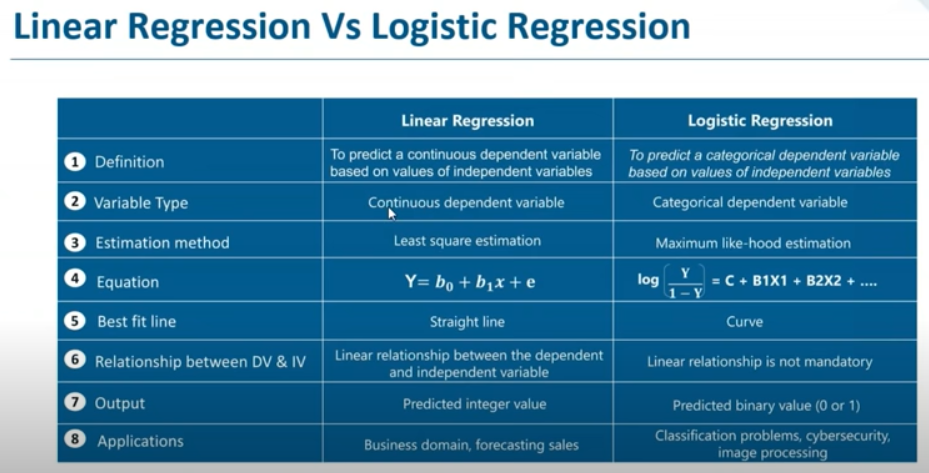 Linear Regression Vs Logistic Regression
Linear Regression
Logistic Regression
1 Definition
To predict a continuous dependent variable
based on values of independent variables
To predict a categorical dependent variable
based on values of independent variables
2 Variable Type
Continuous dependent variable
Categorical dependent variable
3 Estimation method
Least square estimation
Maximum like-hood estimation
4 Equation
Y= b₀ + b₁x + e
log (Y / 1 − Y) = C + B1X1 + B2X2 + ....
5 Best fit line
Straight line
Curve
6 Relationship between DV & IV
Linear relationship between the dependent
and independent variable
Linear relationship is not mandatory
7 Output
Predicted integer value
Predicted binary value (0 or 1)
8 Applications
Business domain, forecasting sales
Classification problems, cybersecurity,
image processing